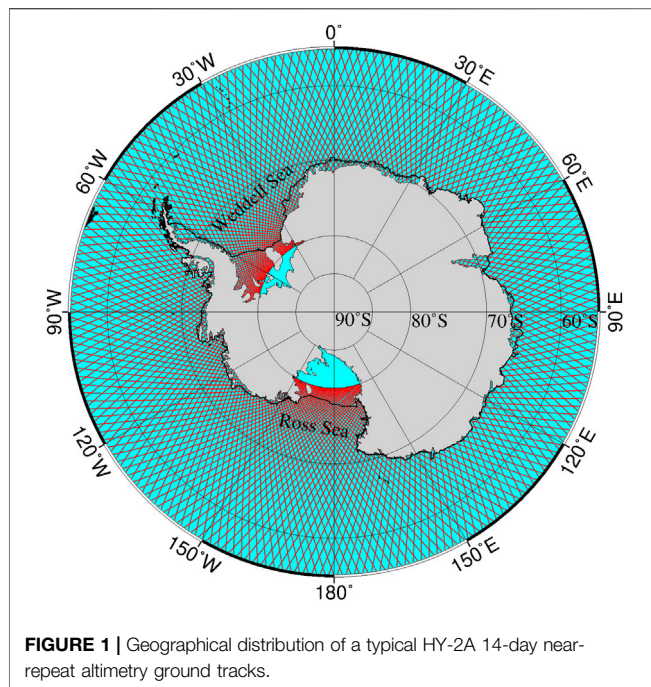 0˚
30˚W
30˚E
60˚W
60˚E
Weddell Sea
90˚W
90˚S
80˚S
70˚S
60˚S
90˚E
Ross Sea
120˚W
120˚E
150˚W
150˚E
180˚
FIGURE 1 | Geographical distribution of a typical HY-2A 14-day near-
repeat altimetry ground tracks.